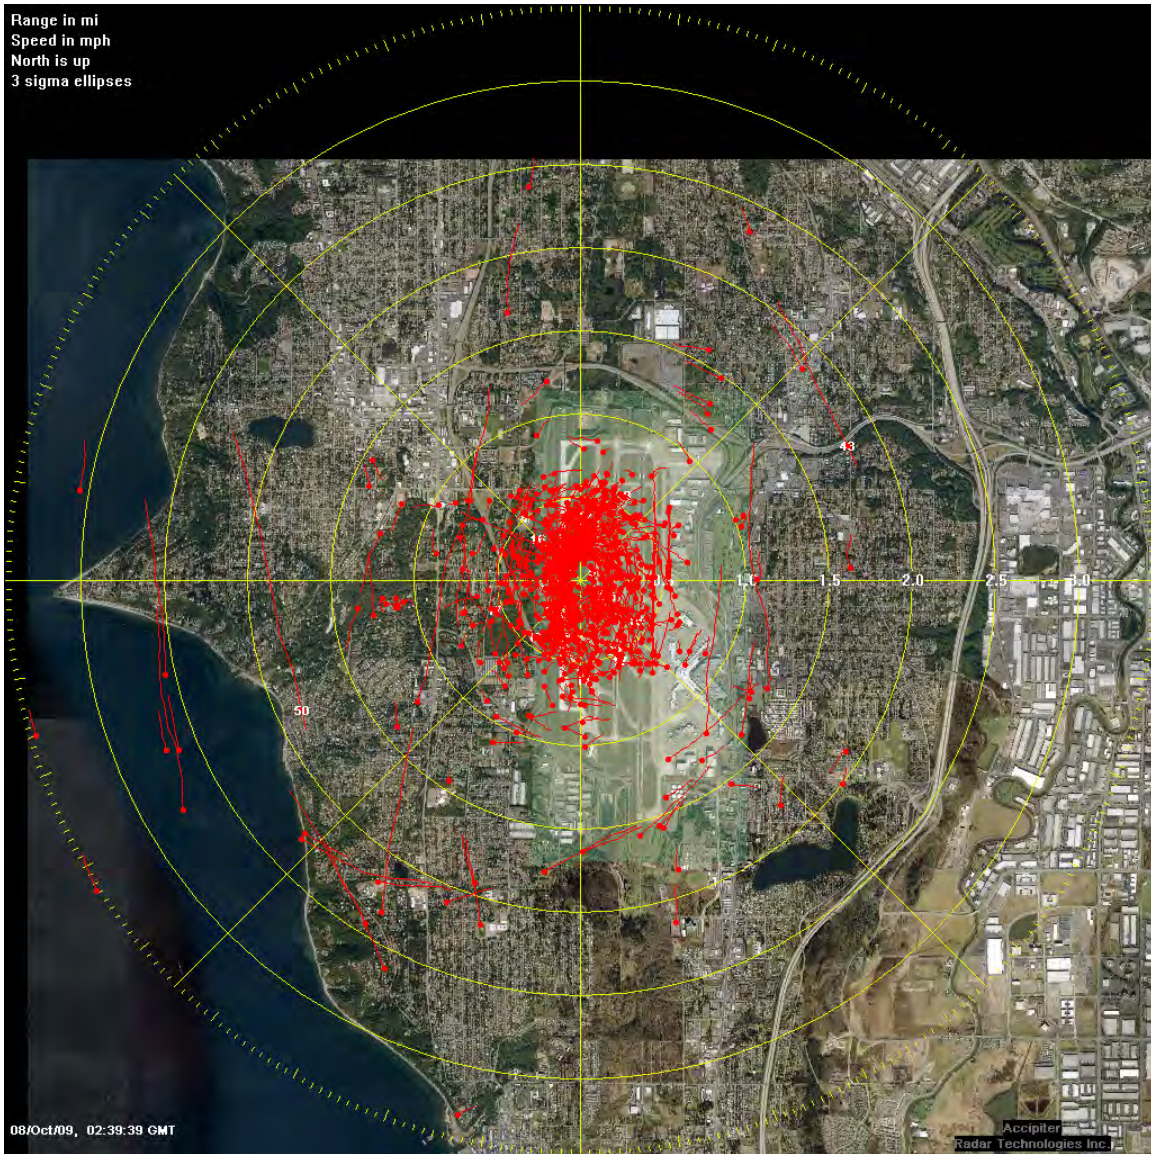 Range in mi
Speed in mph
North is up
3 sigma ellipses
43
1.0 1.5 2.0 2.5 3.0
50
08/Oct/09, 02:39:39 GMT
Accipiter
Radar Technologies Inc.